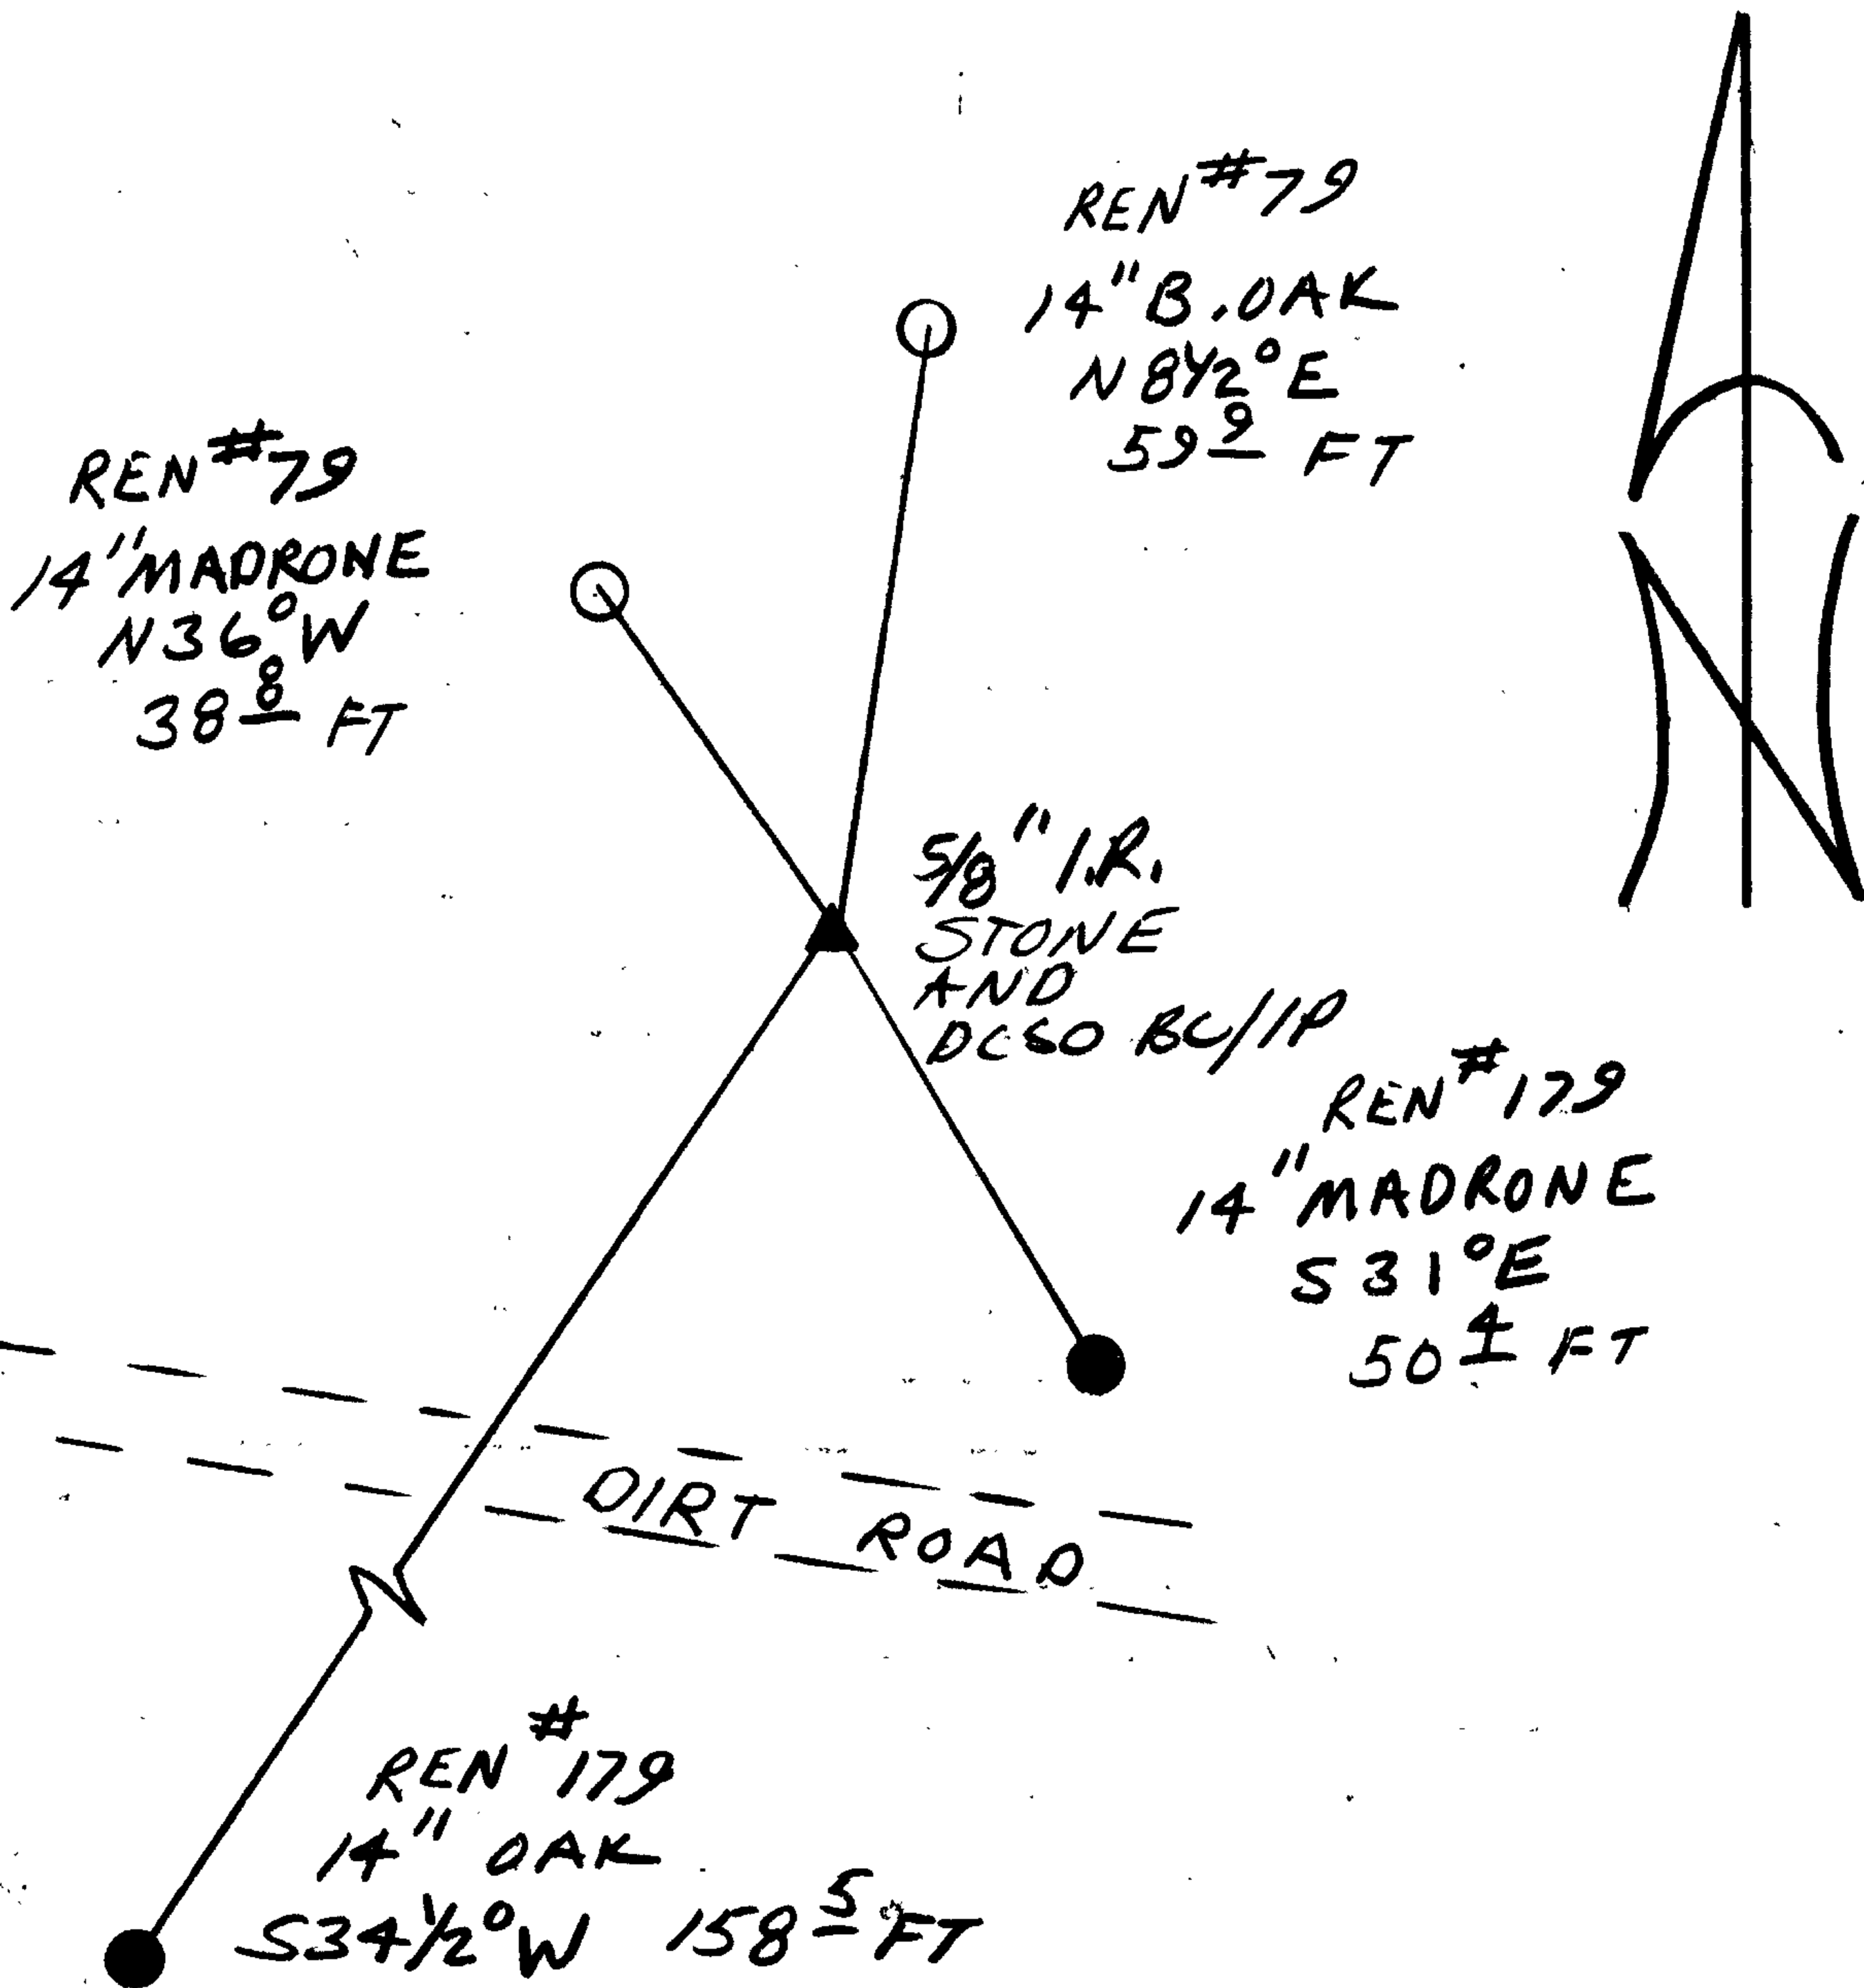 REN #79
14" B. OAK
N 8½° E
59 9 FT
REN #79
14" MADRONE
N 36° W
38 8 FT
5/8" I.R.
STONE
AND
DCSO BC/IP
REN #179
14" MADRONE
S 31° E
50 4 FT
DIRT ROAD
REN #179
14" OAK
S34½° W 158 5 FT
N